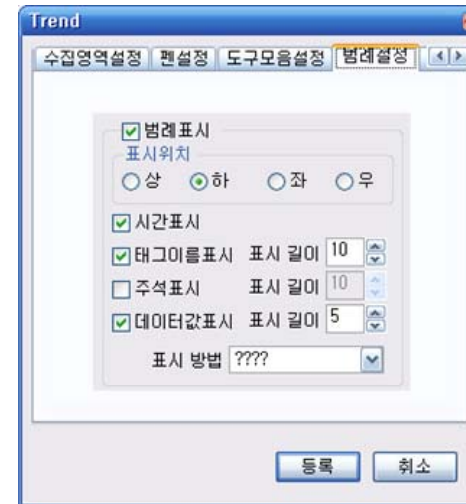 Trend
수집영역설정 펜설정 도구모음설정 범례설정
범례표시
표시위치
상 하 좌 우
시간표시
태그이름표시 표시 길이 10
주석표시 표시 길이 10
데이터값표시 표시 길이 5
표시 방법 ????
등록 취소